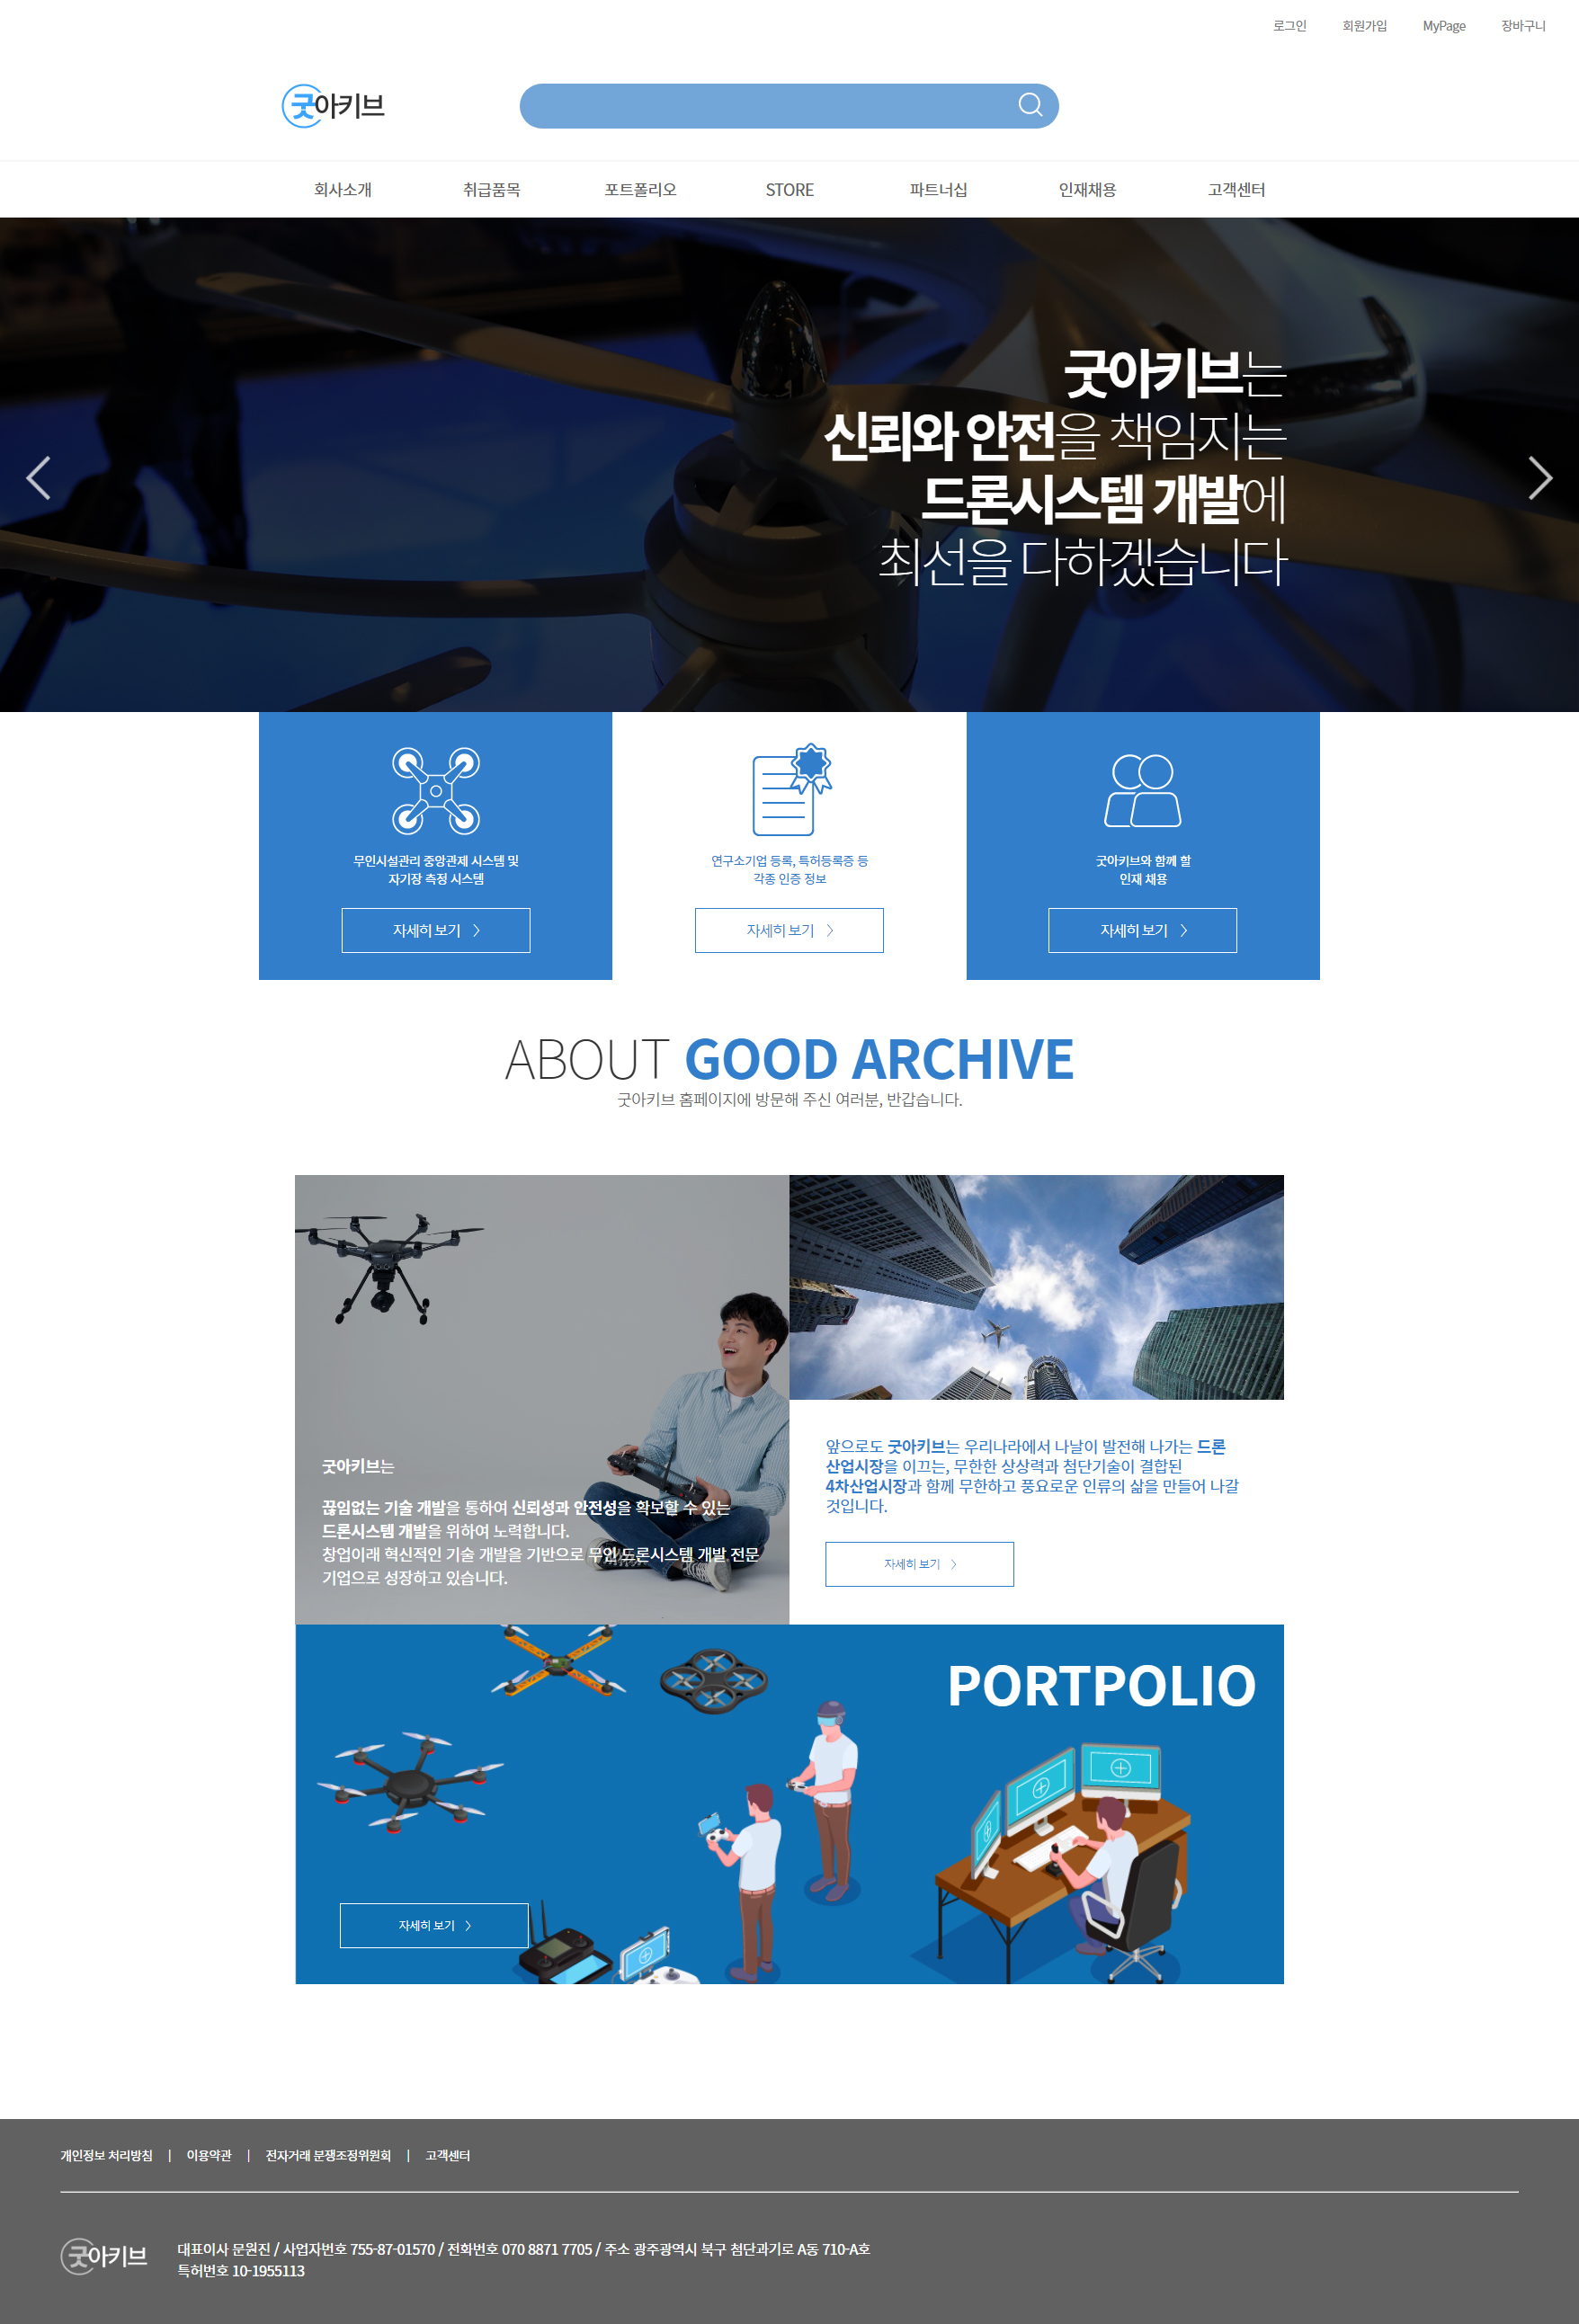 로그인 회원가입 MyPage 장바구니
굿아키브
회사소개 취급품목 포트폴리오 STORE 파트너십 인재채용 고객센터
굿아키브는
신뢰와 안전을 책임지는
드론시스템 개발에
최선을 다하겠습니다
무인시설관리 중앙관제 시스템 및
자기장 측정 시스템
자세히 보기
연구소기업 등록, 특허등록증 등
각종 인증 정보
자세히 보기
굿아키브와 함께 할
인재 채용
자세히 보기
ABOUT GOOD ARCHIVE
굿아키브 홈페이지에 방문해 주신 여러분, 반갑습니다.
굿아키브는
끊임없는 기술 개발을 통하여 신뢰성과 안전성을 확보할 수 있는
드론시스템 개발을 위하여 노력합니다.
창업이래 혁신적인 기술 개발을 기반으로 무인 드론시스템 개발 전문
기업으로 성장하고 있습니다.
앞으로도 굿아키브는 우리나라에서 나날이 발전해 나가는 드론
산업시장을 이끄는, 무한한 상상력과 첨단기술이 결합된
4차산업시장과 함께 무한하고 풍요로운 인류의 삶을 만들어 나갈
것입니다.
자세히 보기
PORTPOLIO
자세히 보기
개인정보 처리방침 | 이용약관 | 전자거래 분쟁조정위원회 | 고객센터
굿아키브
대표이사 문원진 / 사업자번호 755-87-01570 / 전화번호 070 8871 7705 / 주소 광주광역시 북구 첨단과기로 A동 710-A호
특허번호 10-1955113